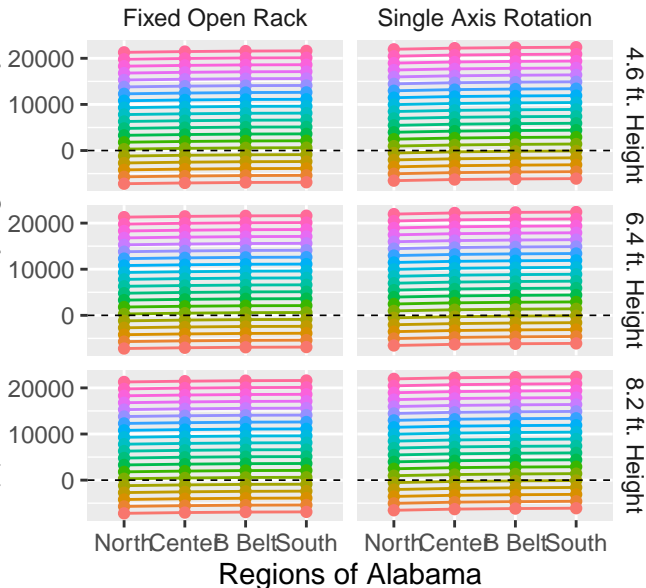 Fixed Open Rack
Single Axis Rotation
20000
10000
0
4.6 ft. Height
20000
10000
0
6.4 ft. Height
20000
10000
0
8.2 ft. Height
North Center B Belt South
North Center B Belt South
Regions of Alabama